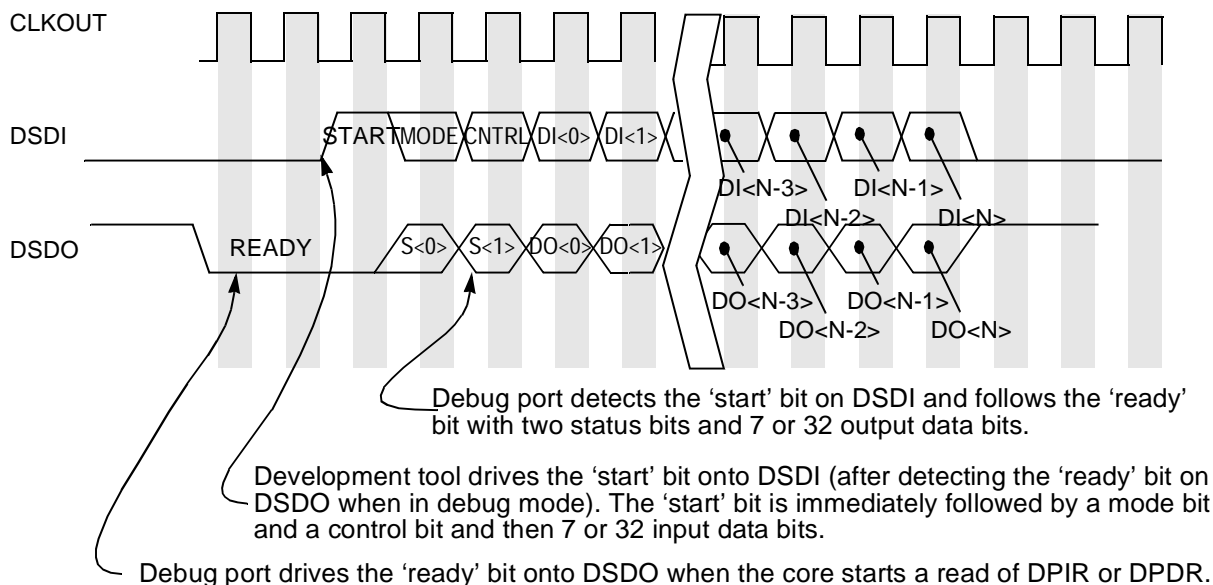 CLKOUT
DSDI
START MODE CNTRL DI<0> DI<1>
DI<N-3> DI<N-1>
DI<N-2> DI<N>
DSDO
READY S<0> S<1> DO<0> DO<1>
DO<N-3> DO<N-1>
DO<N-2> DO<N>
Debug port detects the ‘start’ bit on DSDI and follows the ‘ready’
bit with two status bits and 7 or 32 output data bits.
Development tool drives the ‘start’ bit onto DSDI (after detecting the ‘ready’ bit on
DSDO when in debug mode). The ‘start’ bit is immediately followed by a mode bit
and a control bit and then 7 or 32 input data bits.
Debug port drives the ‘ready’ bit onto DSDO when the core starts a read of DPIR or DPDR.